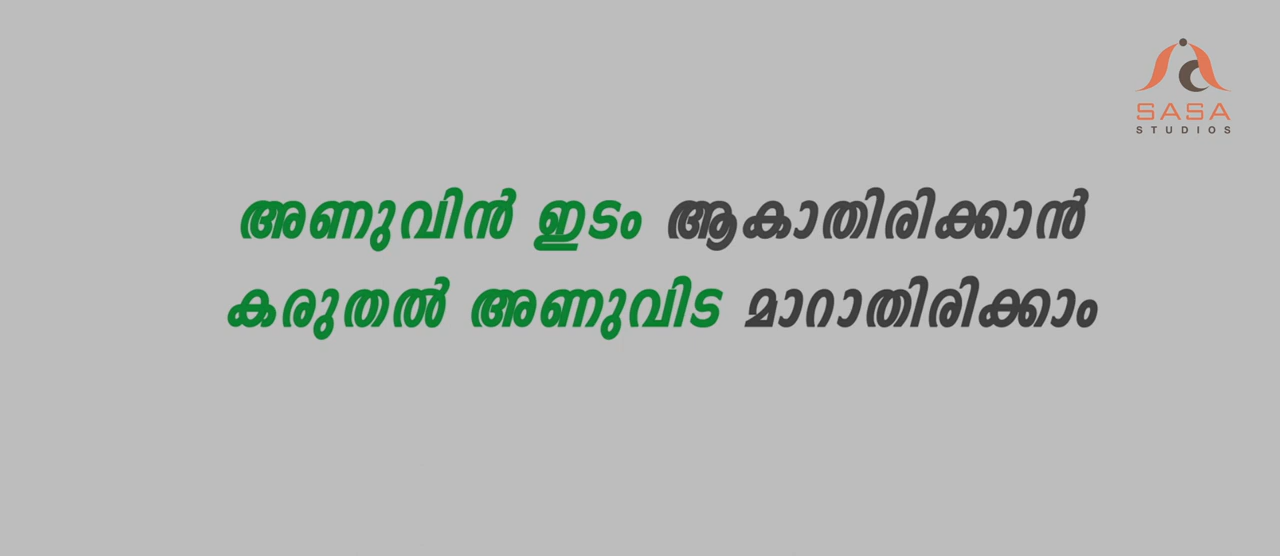 SASA
STUDIOS
അണുവിൻ ഇടം ആകാതിരിക്കാൻ
കരുതൽ അണുവിട മാറാതിരിക്കാം